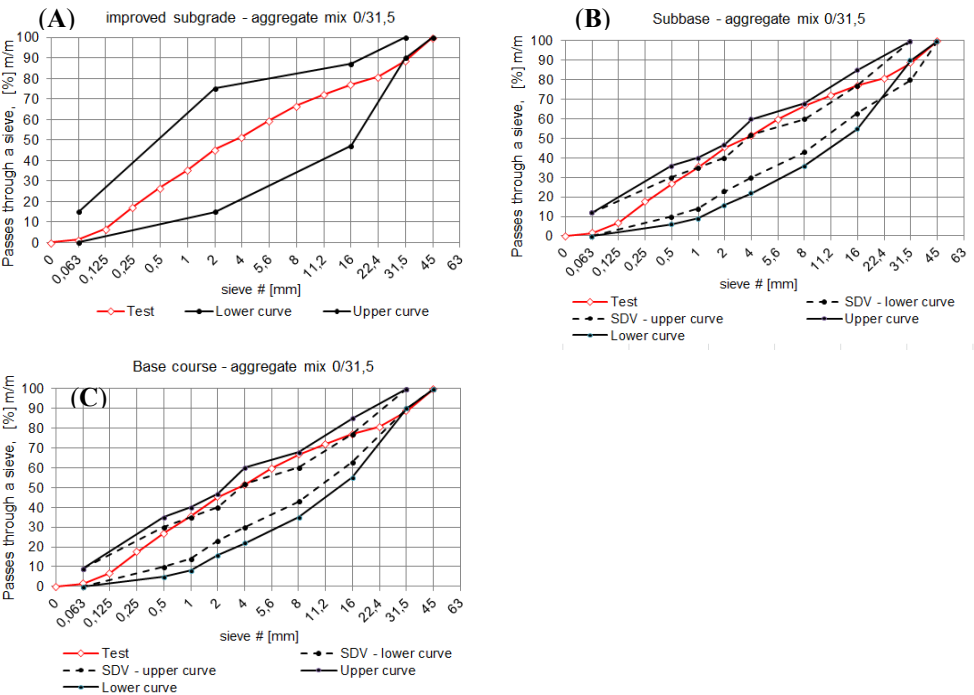 (A)
improved subgrade - aggregate mix 0/31,5
Passes through a sieve, [%] m/m
100
90
80
70
60
50
40
30
20
10
0
0 0,063 0,125 0,25 0,5 1 2 4 5,6 8 11,2 16 22,4 31,5 45 63
sieve # [mm]
Test Lower curve Upper curve
(B)
Subbase - aggregate mix 0/31,5
Passes through a sieve, [%] m/m
100
90
80
70
60
50
40
30
20
10
0
0 0,063 0,125 0,25 0,5 1 2 4 5,6 8 11,2 16 22,4 31,5 45 63
sieve # [mm]
Test SDV - lower curve
SDV - upper curve Upper curve
Lower curve
(C)
Base course - aggregate mix 0/31,5
Passes through a sieve, [%] m/m
100
90
80
70
60
50
40
30
20
10
0
0 0,063 0,125 0,25 0,5 1 2 4 5,6 8 11,2 16 22,4 31,5 45 63
sieve # [mm]
Test SDV - lower curve
SDV - upper curve Upper curve
Lower curve